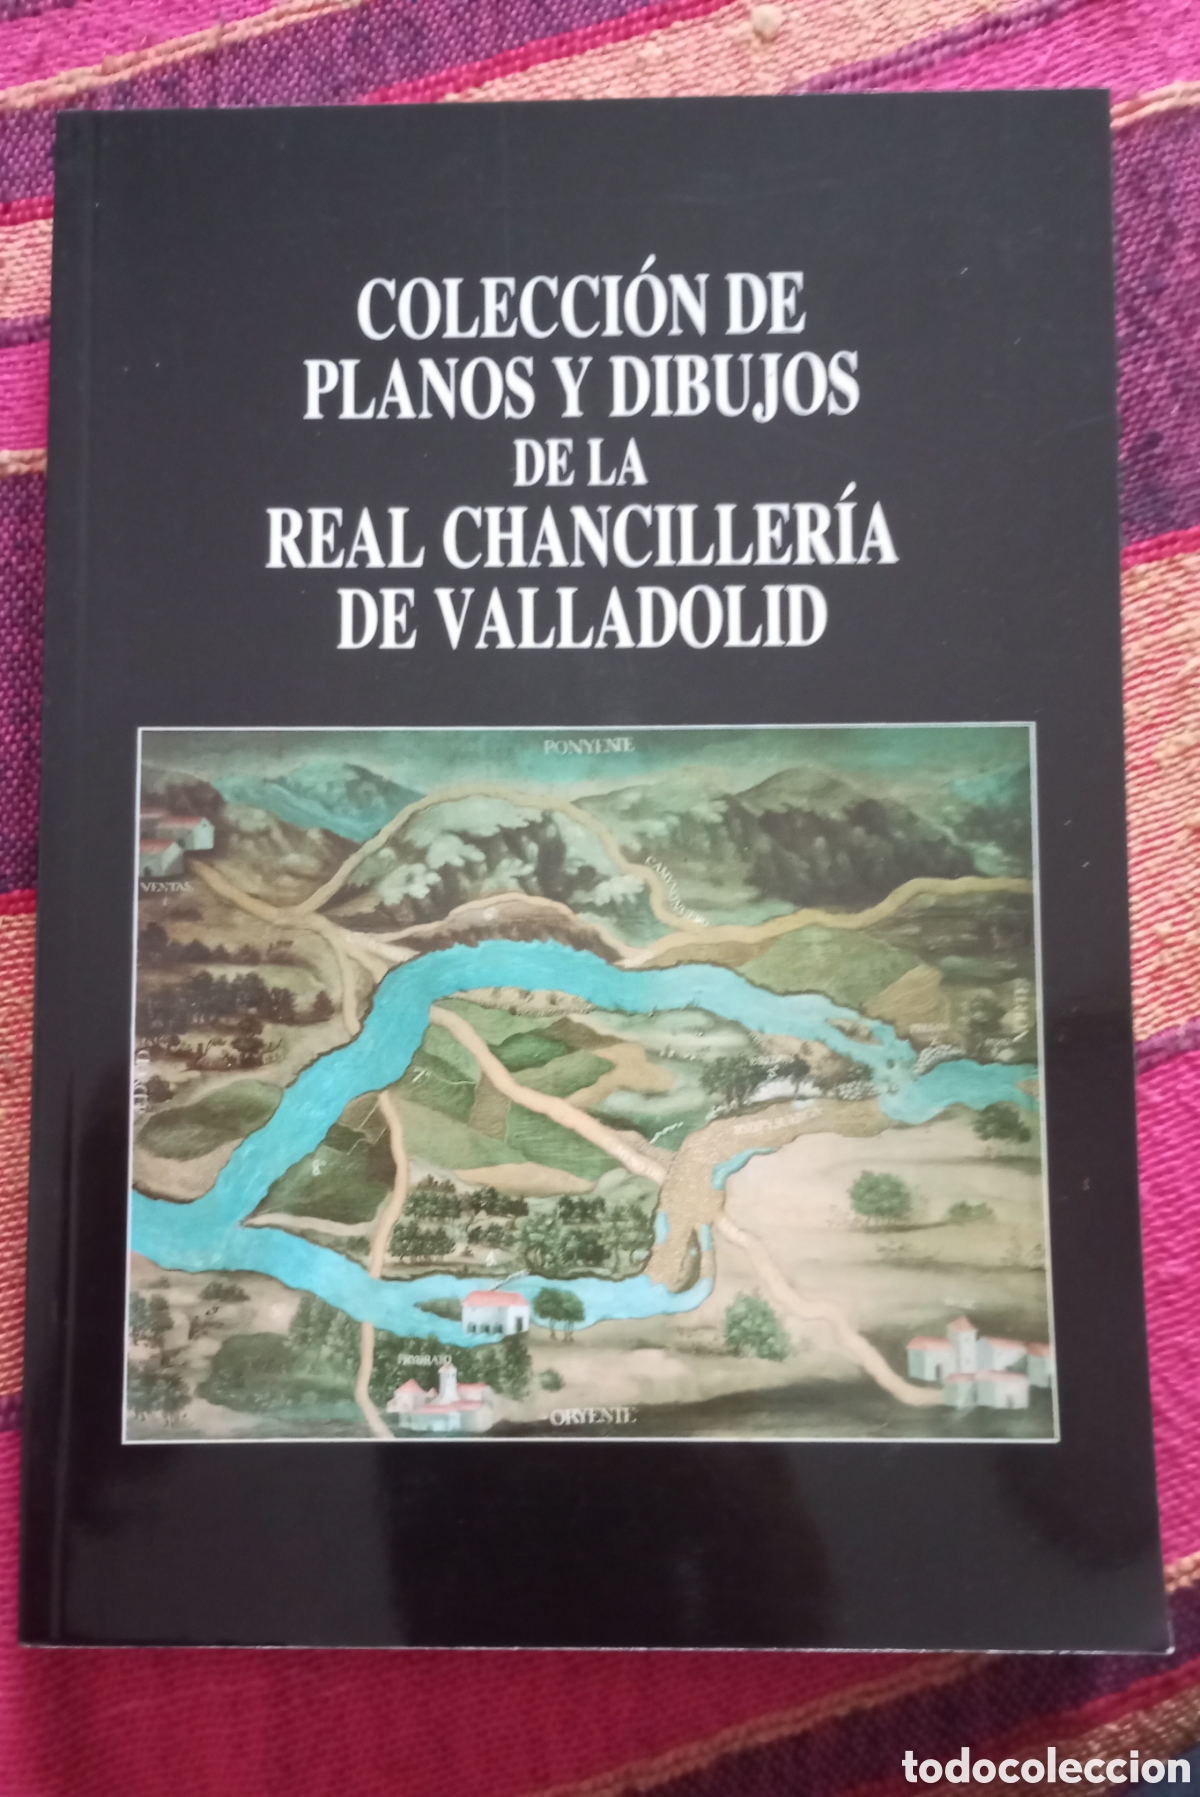 COLECCIÓN DE
PLANOS Y DIBUJOS
DE LA
REAL CHANCILLERÍA
DE VALLADOLID
PONYENTE
VENTAS
ORYENTE
todocoleccion